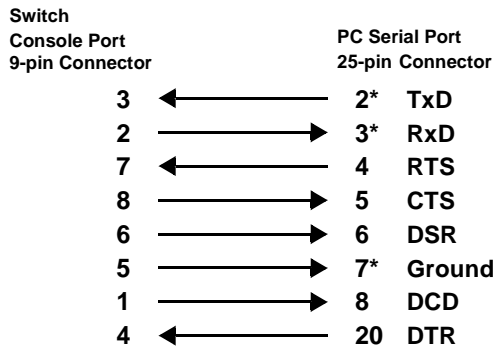 Switch
Console Port
9-pin Connector
PC Serial Port
25-pin Connector
3 2* TxD
2 3* RxD
7 4 RTS
8 5 CTS
6 6 DSR
5 7* Ground
1 8 DCD
4 20 DTR